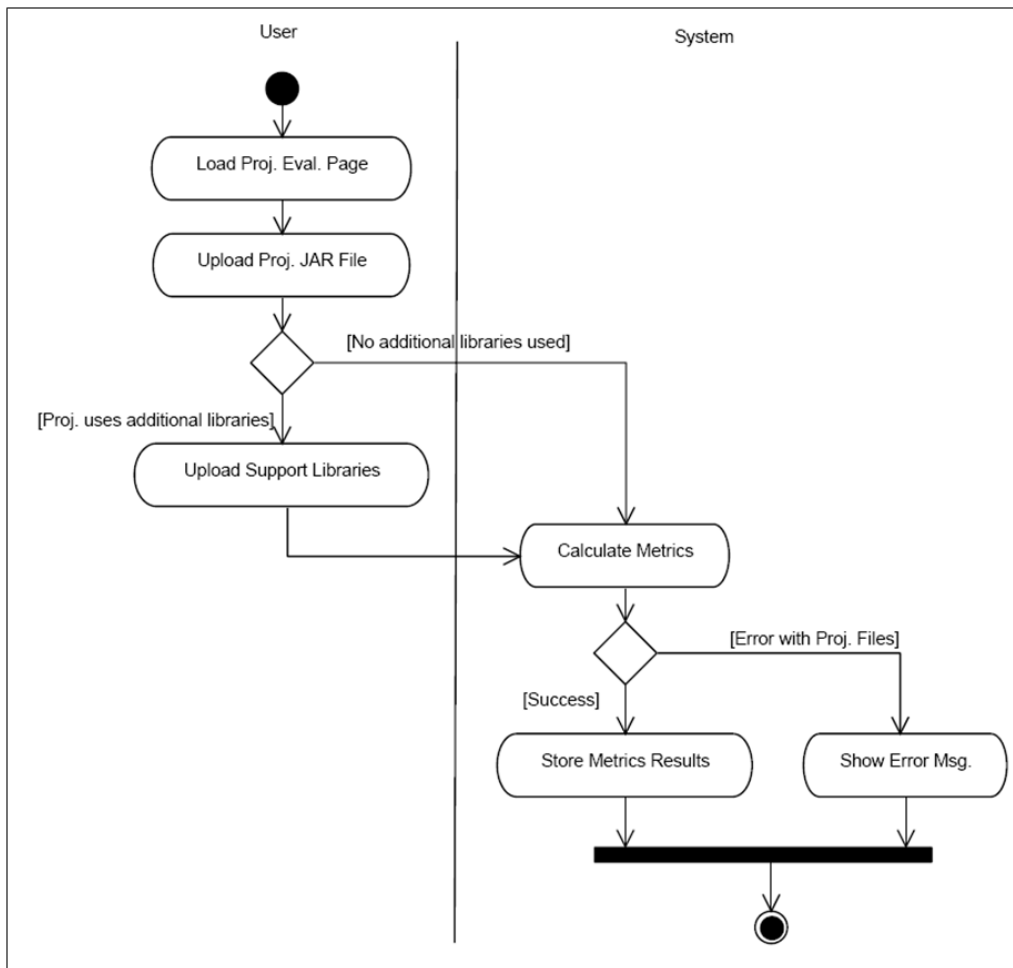 User
System
Load Proj. Eval. Page
Upload Proj. JAR File
[No additional libraries used]
[Proj. uses additional libraries]
Upload Support Libraries
Calculate Metrics
[Error with Proj. Files]
[Success]
Store Metrics Results
Show Error Msg.